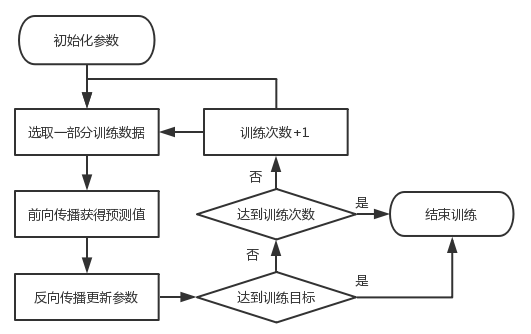 初始化参数
选取一部分训练数据
训练次数+1
否
前向传播获得预测值
达到训练次数
是
结束训练
否
反向传播更新参数
达到训练目标
是